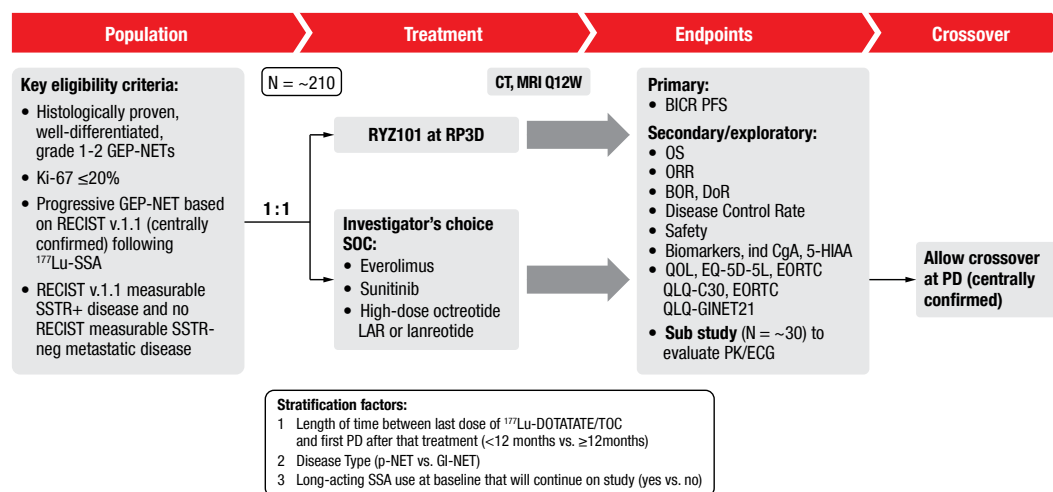 Population
Treatment
Endpoints
Crossover
Key eligibility criteria:
• Histologically proven,
well-differentiated,
grade 1-2 GEP-NETs
• Ki-67 ≤20%
• Progressive GEP-NET based
on RECIST v.1.1 (centrally
confirmed) following
¹⁷⁷Lu-SSA
• RECIST v.1.1 measurable
SSTR+ disease and no
RECIST measurable SSTR-
neg metastatic disease
N = ~210
1:1
CT, MRI Q12W
RYZ101 at RP3D
Investigator's choice
SOC:
• Everolimus
• Sunitinib
• High-dose octreotide
LAR or lanreotide
Primary:
• BICR PFS
Secondary/exploratory:
• OS
• ORR
• BOR, DoR
• Disease Control Rate
• Safety
• Biomarkers, ind CgA, 5-HIAA
• QOL, EQ-5D-5L, EORTC
QLQ-C30, EORTC
QLQ-GINET21
• Sub study (N = ~30) to
evaluate PK/ECG
Allow crossover
at PD (centrally
confirmed)
Stratification factors:
1 Length of time between last dose of ¹⁷⁷Lu-DOTATATE/TOC
and first PD after that treatment (<12 months vs. ≥12months)
2 Disease Type (p-NET vs. GI-NET)
3 Long-acting SSA use at baseline that will continue on study (yes vs. no)